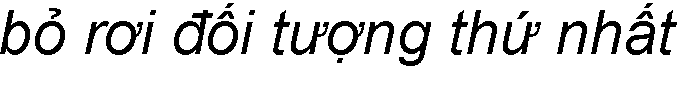 bỏ rơi đối tượng thứ nhất